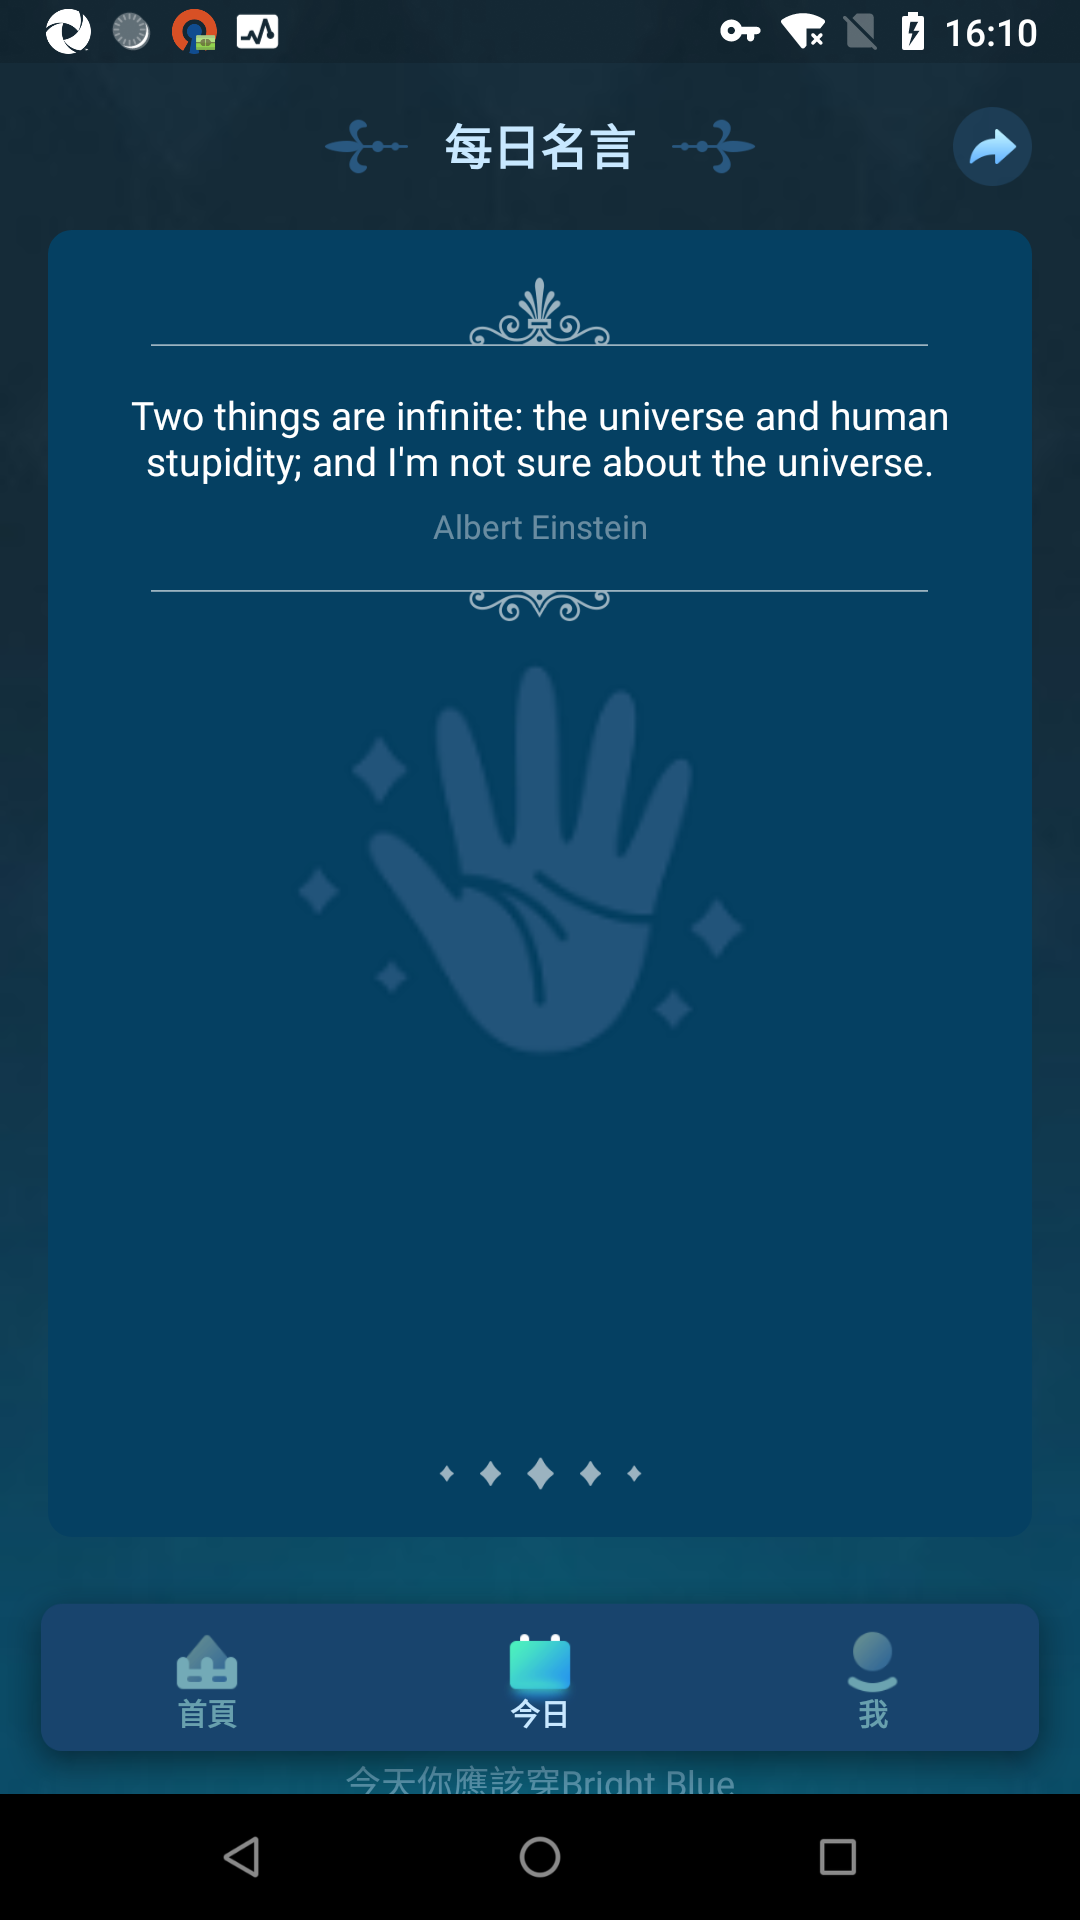 16:10
每日名言
Two things are infinite: the universe and human
stupidity; and I'm not sure about the universe.
Albert Einstein
首頁
今日
我
今天你應該穿Bright Blue